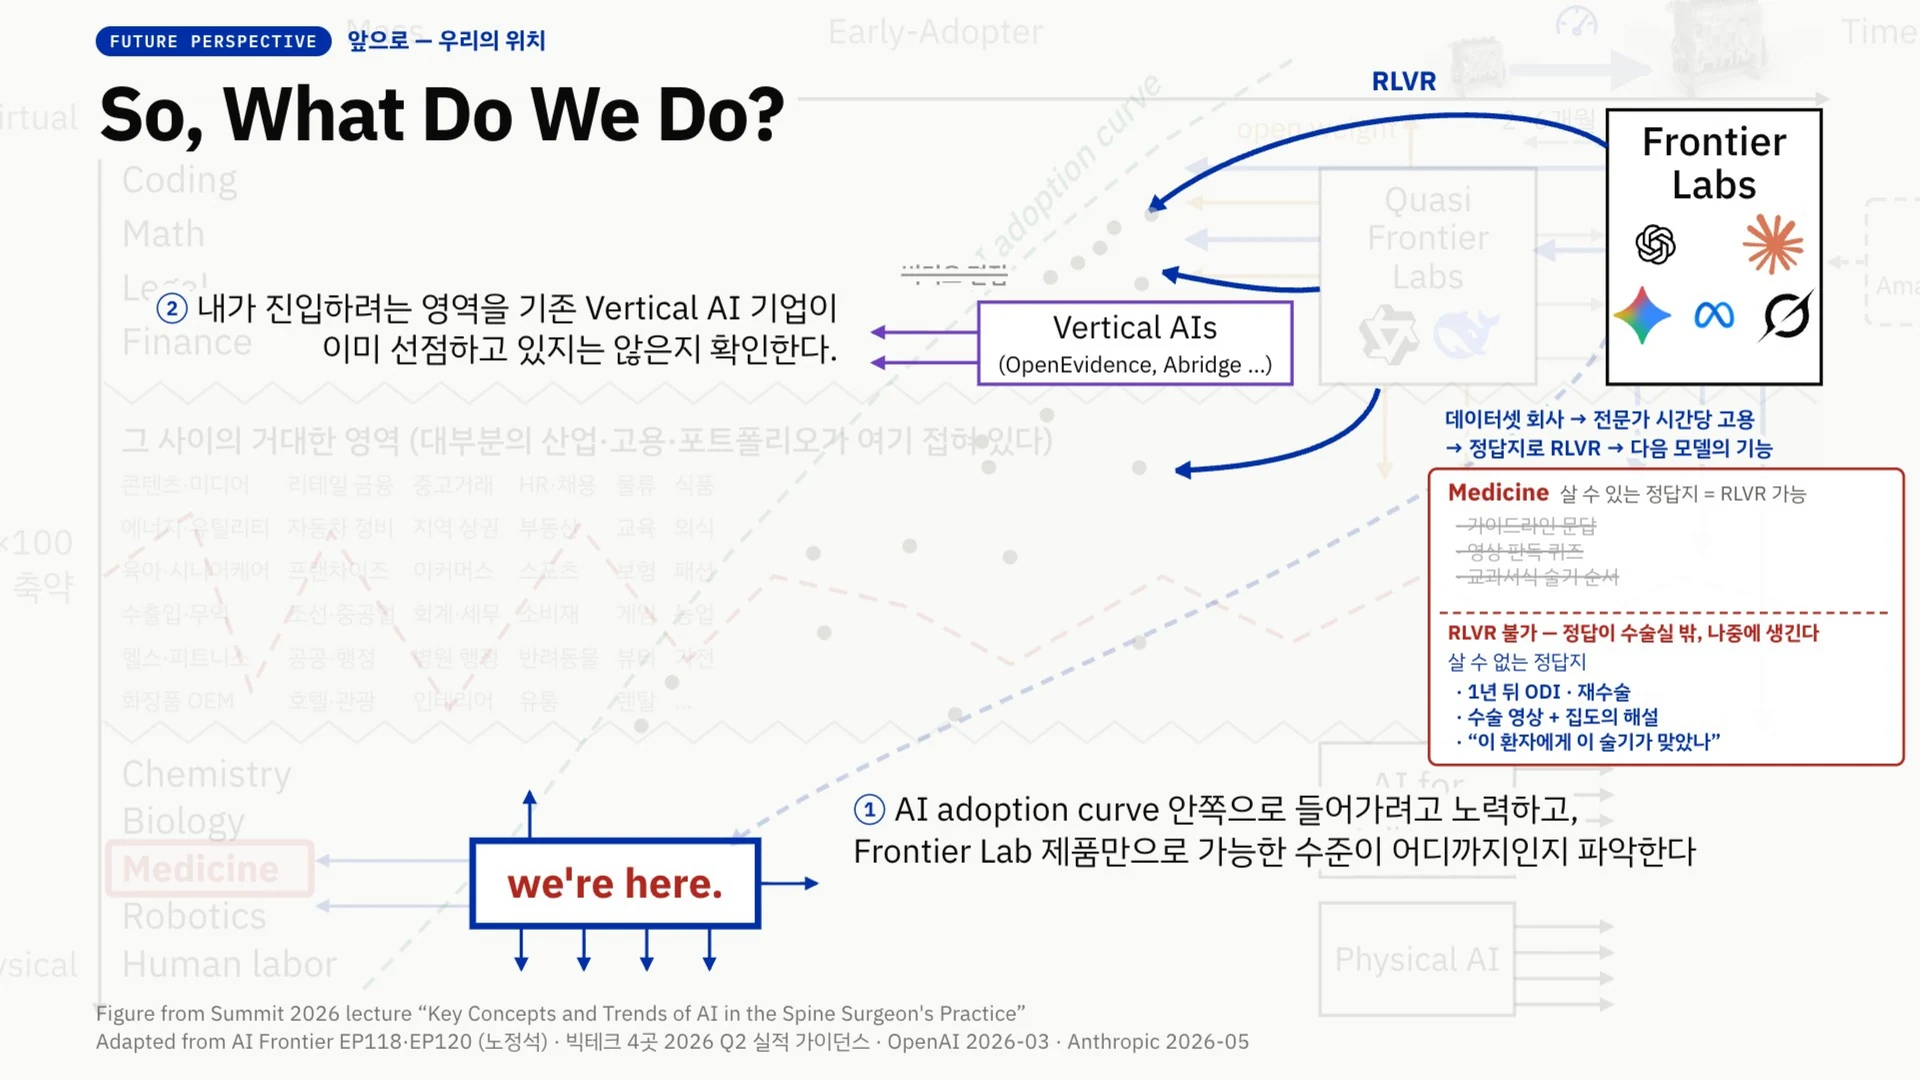 FUTURE PERSPECTIVE 앞으로 — 우리의 위치
So, What Do We Do?
Early-Adopter
Time
adoption curve
RLVR
open weight
Frontier
Labs
Quasi
Frontier
Labs
Coding
Math
Legal
Finance
② 내가 진입하려는 영역을 기존 Vertical AI 기업이
이미 선점하고 있지는 않은지 확인한다.
Vertical AIs
(OpenEvidence, Abridge ...)
데이터셋 회사 → 전문가 시간당 고용
→ 정답지로 RLVR → 다음 모델의 기능
Medicine 살 수 있는 정답지 = RLVR 가능
- 가이드라인 문답
- 영상 판독 퀴즈
- 교과서식 술기 순서
RLVR 불가 — 정답이 수술실 밖, 나중에 생긴다
살 수 없는 정답지
· 1년 뒤 ODI · 재수술
· 수술 영상 + 집도의 해설
· “이 환자에게 이 술기가 맞았나”
그 사이의 거대한 영역 (대부분의 산업·고용·포트폴리오가 여기 접혀 있다)
콘텐츠·미디어 리테일 금융 중고거래 HR·채용 물류 식품
에너지·유틸리티 자동차 정비 지역 상권 부동산 교육 외식
육아·시니어케어 프랜차이즈 이커머스 스포츠 보험 패션
수출입·무역 조선·중공업 회계·세무 소비재 게임 농업
헬스·피트니스 공공·행정 병원 행정 반려동물 뷰티 가전
화장품 OEM 호텔·관광 인테리어 유통 렌탈 ...
×100
축약
Chemistry
Biology
Medicine
Robotics
Human labor
we're here.
① AI adoption curve 안쪽으로 들어가려고 노력하고,
Frontier Lab 제품만으로 가능한 수준이 어디까지인지 파악한다
AI for
Physical AI
Figure from Summit 2026 lecture “Key Concepts and Trends of AI in the Spine Surgeon's Practice”
Adapted from AI Frontier EP118·EP120 (노정석) · 빅테크 4곳 2026 Q2 실적 가이던스 · OpenAI 2026-03 · Anthropic 2026-05